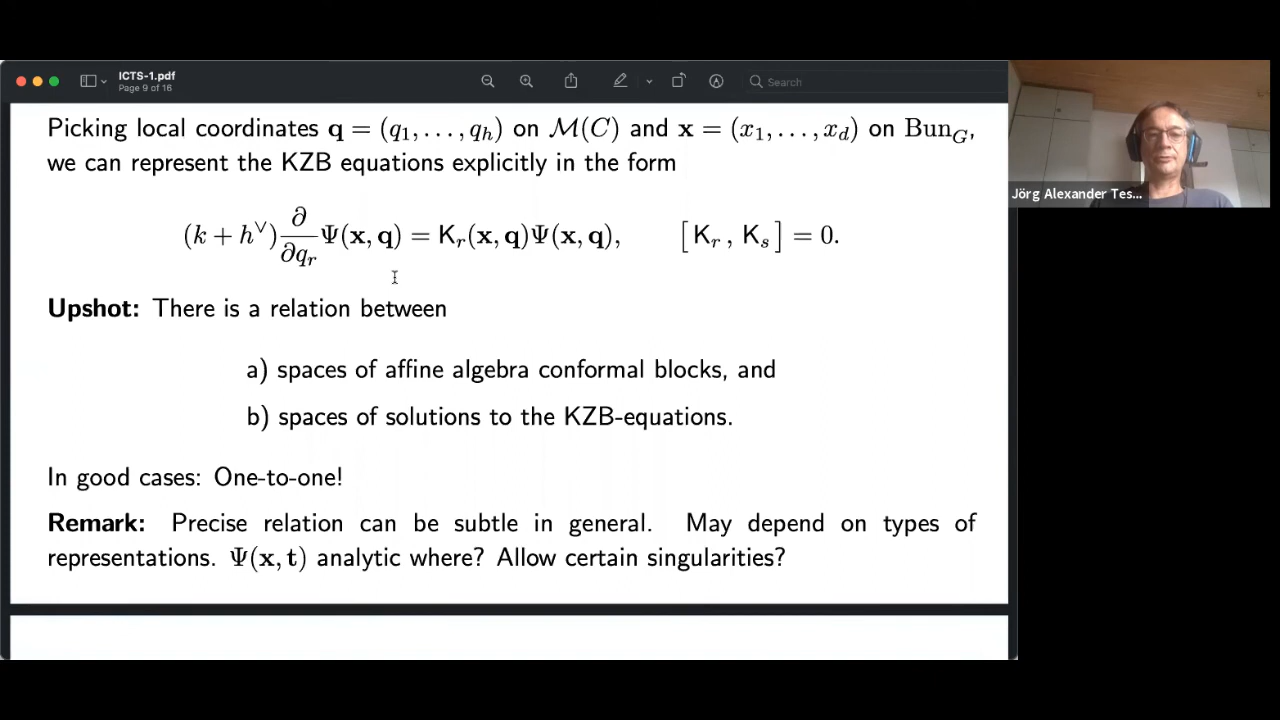 ICTS-1.pdf
Page 9 of 16
Search
Picking local coordinates q = (q₁, . . . , qₕ) on ℳ(C) and x = (x₁, . . . , x_d) on Bun_G,
we can represent the KZB equations explicitly in the form
(k + h^∨) ∂/∂q_r Ψ(x, q) = K_r(x, q)Ψ(x, q), [K_r , K_s] = 0.
Upshot: There is a relation between
a) spaces of affine algebra conformal blocks, and
b) spaces of solutions to the KZB-equations.
In good cases: One-to-one!
Remark: Precise relation can be subtle in general. May depend on types of
representations. Ψ(x, t) analytic where? Allow certain singularities?
Jörg Alexander Tes...